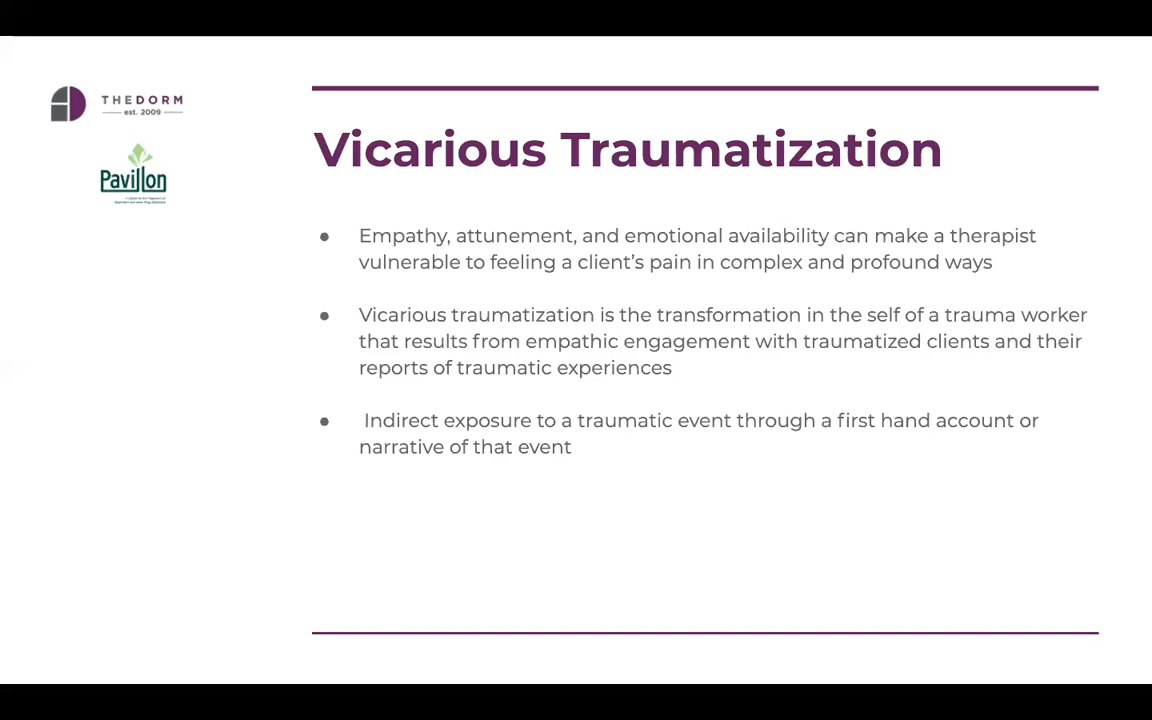 THEDORM
est. 2009
Pavillon
Vicarious Traumatization
● Empathy, attunement, and emotional availability can make a therapist
vulnerable to feeling a client’s pain in complex and profound ways
● Vicarious traumatization is the transformation in the self of a trauma worker
that results from empathic engagement with traumatized clients and their
reports of traumatic experiences
● Indirect exposure to a traumatic event through a first hand account or
narrative of that event